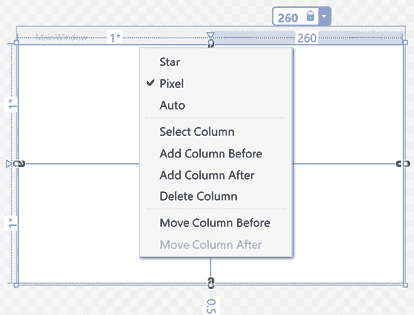 260
MainWindow
1*
260
Star
Pixel
Auto
Select Column
Add Column Before
Add Column After
Delete Column
Move Column Before
Move Column After
1*
1*
0.5